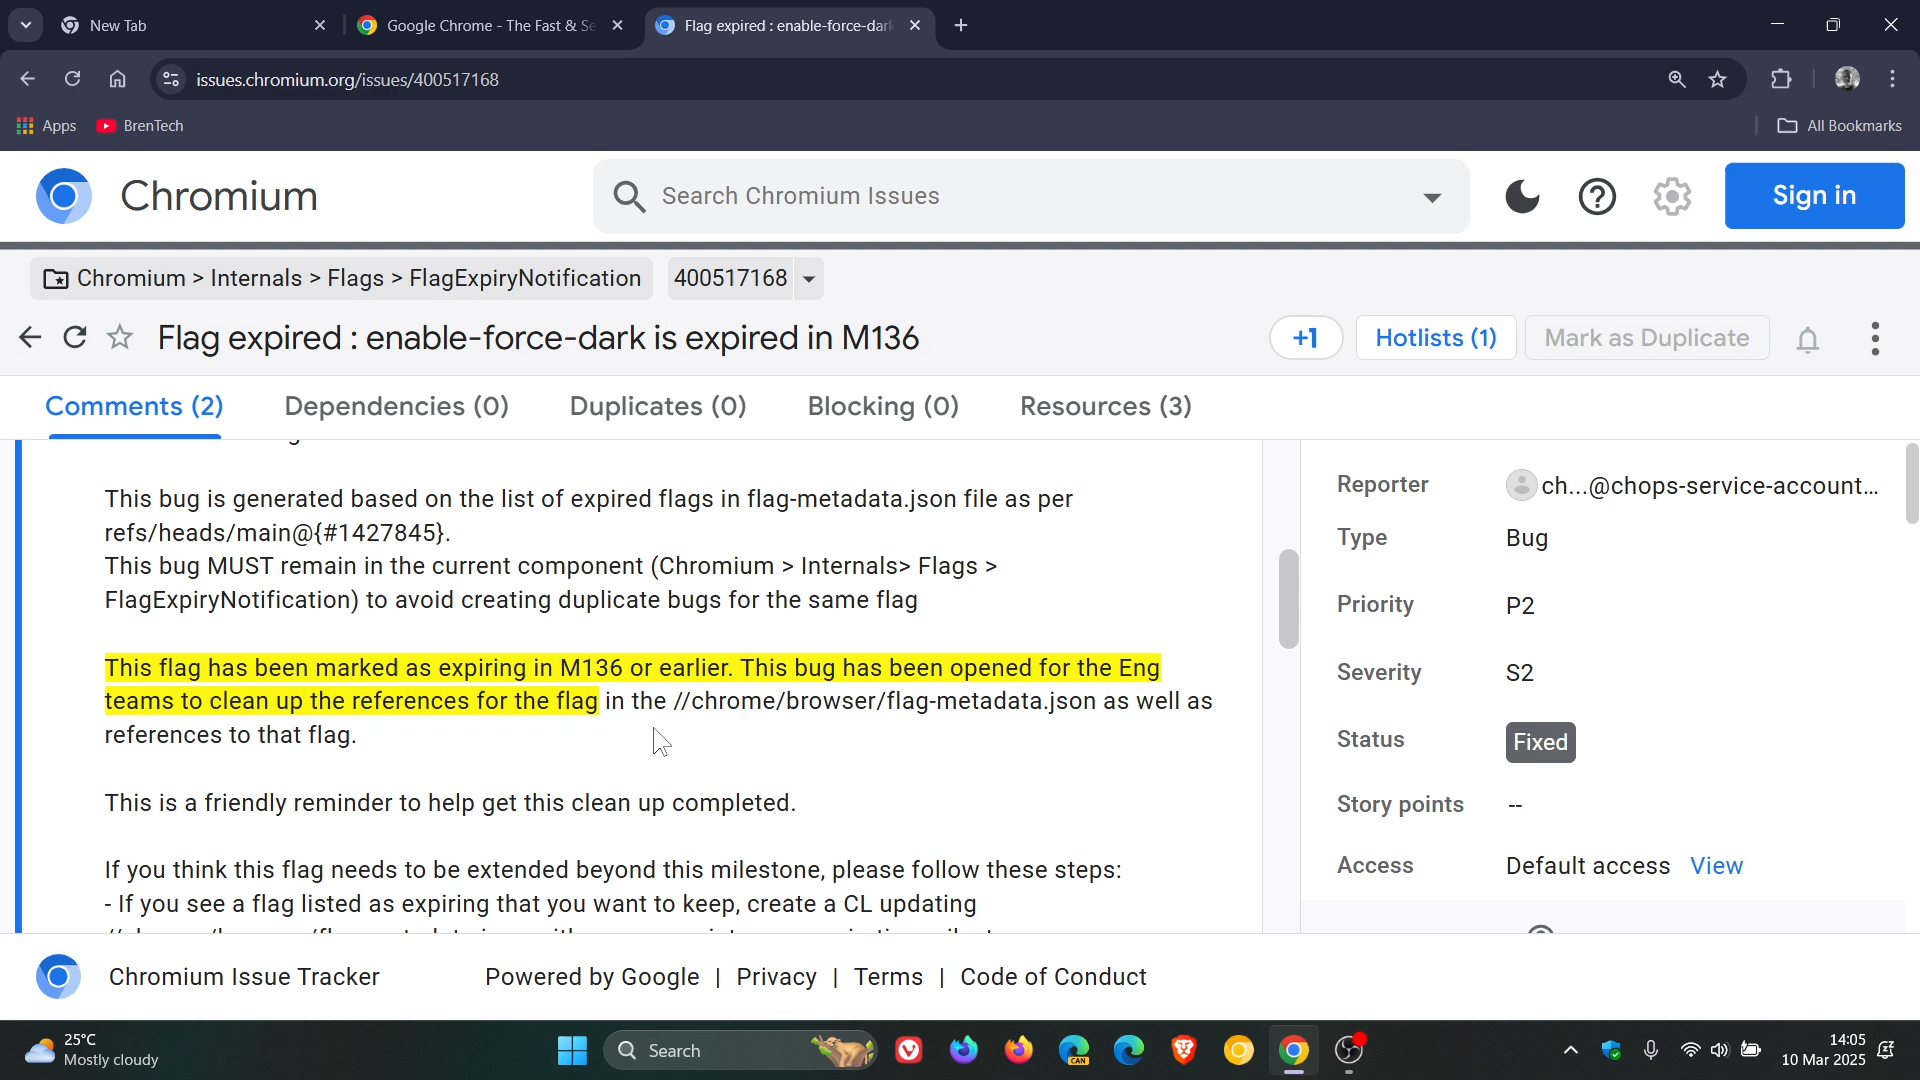 New Tab
Google Chrome - The Fast & Se
Flag expired : enable-force-dark
issues.chromium.org/issues/400517168
Apps
BrenTech
All Bookmarks
Chromium
Search Chromium Issues
Sign in
Chromium > Internals > Flags > FlagExpiryNotification
400517168
Flag expired : enable-force-dark is expired in M136
+1
Hotlists (1)
Mark as Duplicate
Comments (2)
Dependencies (0)
Duplicates (0)
Blocking (0)
Resources (3)
This bug is generated based on the list of expired flags in flag-metadata.json file as per
refs/heads/main@{#1427845}.
This bug MUST remain in the current component (Chromium > Internals> Flags >
FlagExpiryNotification) to avoid creating duplicate bugs for the same flag
This flag has been marked as expiring in M136 or earlier. This bug has been opened for the Eng
teams to clean up the references for the flag in the //chrome/browser/flag-metadata.json as well as
references to that flag.
This is a friendly reminder to help get this clean up completed.
If you think this flag needs to be extended beyond this milestone, please follow these steps:
- If you see a flag listed as expiring that you want to keep, create a CL updating
Reporter
ch...@chops-service-account...
Type
Bug
Priority
P2
Severity
S2
Status
Fixed
Story points
--
Access
Default access View
Chromium Issue Tracker
Powered by Google | Privacy | Terms | Code of Conduct
25°C
Mostly cloudy
Search
CAN
14:05
10 Mar 2025